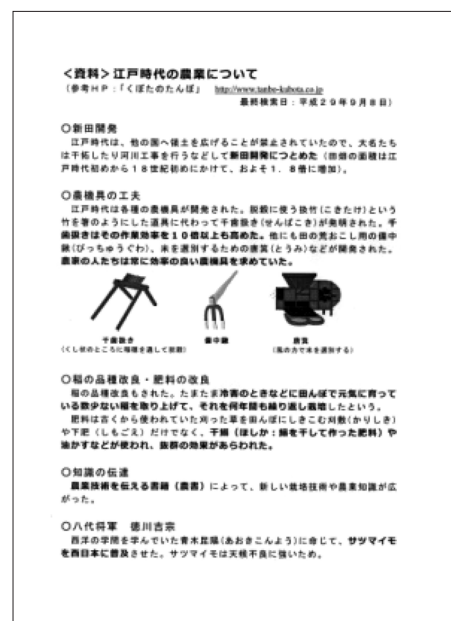 <資料>江戸時代の農業について
(参考HP:「くぼたのたんぼ」 http://www.tanbo-kubota.co.jp
最終検索日:平成29年9月8日)
○新田開発
江戸時代は、他の国へ領土を広げることが禁止されていたので、大名たち
は干拓したり河川工事を行うなどして新田開発につとめた(田畑の面積は江
戸時代初めから18世紀初めにかけて、およそ1.8倍に増加)。
○農機具の工夫
江戸時代は各種の農機具が開発された。脱穀に使う扱竹(こきたけ)という
竹を箸のようにした道具に代わって千歯扱き(せんばこき)が発明された。千
歯扱きはその作業効率を10倍以上も高めた。他にも田の荒おこし用の備中
鍬(びっちゅうぐわ)、米を選別するための唐箕(とうみ)などが開発された。
農家の人たちは常に効率の良い農機具を求めていた。
千歯扱き
(くし状のところに稲穂を通して脱穀)
備中鍬
唐箕
(風の力で米を選別する)
○稲の品種改良・肥料の改良
稲の品種改良もされた。たまたま冷害のときなどに田んぼで元気に育って
いる数少ない稲を取り上げて、それを何年間も繰り返し栽培したという。
肥料は古くから使われていた刈った草を田んぼにしきこむ刈敷(かりしき)
や下肥(しもごえ)だけでなく、干鰯(ほしか:鰯を干して作った肥料)や
油かすなどが使われ、抜群の効果があらわれた。
○知識の伝達
農業技術を伝える書籍(農書)によって、新しい栽培技術や農業知識が広
がった。
○八代将軍 徳川吉宗
西洋の学問を学んでいた青木昆陽(あおきこんよう)に命じて、サツマイモ
を西日本に普及させた。サツマイモは天候不良に強いため。